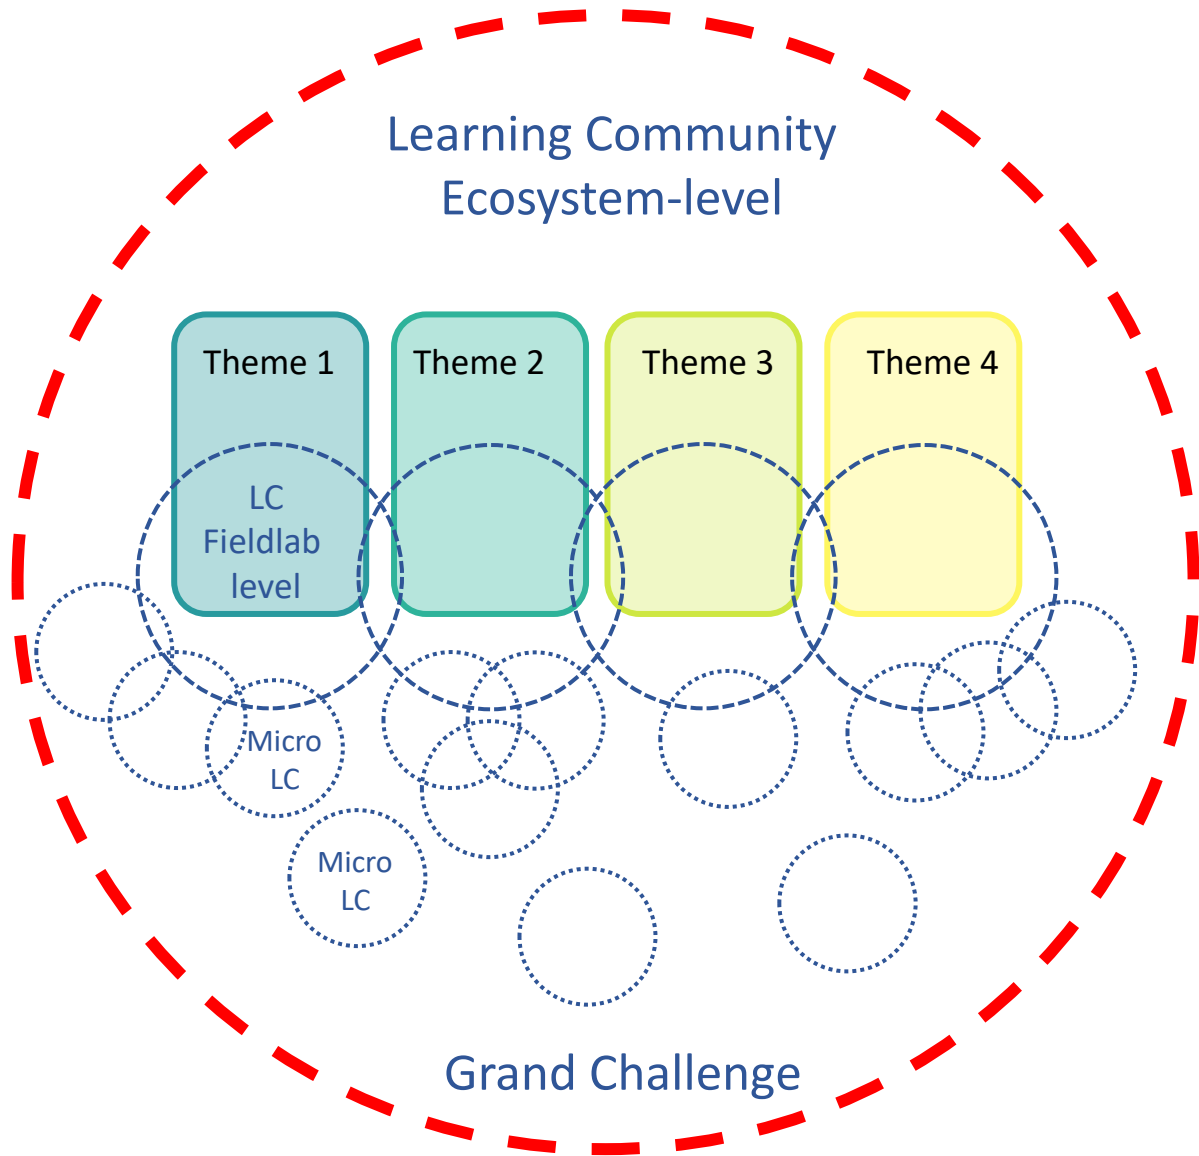 Learning Community
Ecosystem-level
Theme 1
Theme 2
Theme 3
Theme 4
LC
Fieldlab
level
Micro
LC
Micro
LC
Grand Challenge